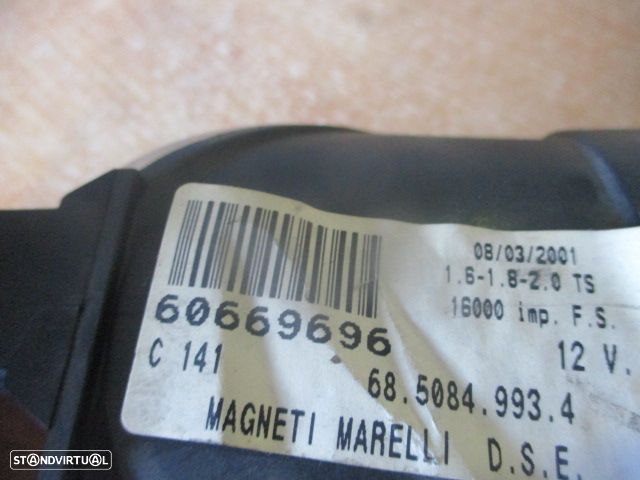 08/03/2001
1.6-1.8-2.0 TS
16000 imp. F.S.
60669696
C 141
12 V.
68.5084.993.4
MAGNETI MARELLI D.S.E.
STANDVIRTUAL